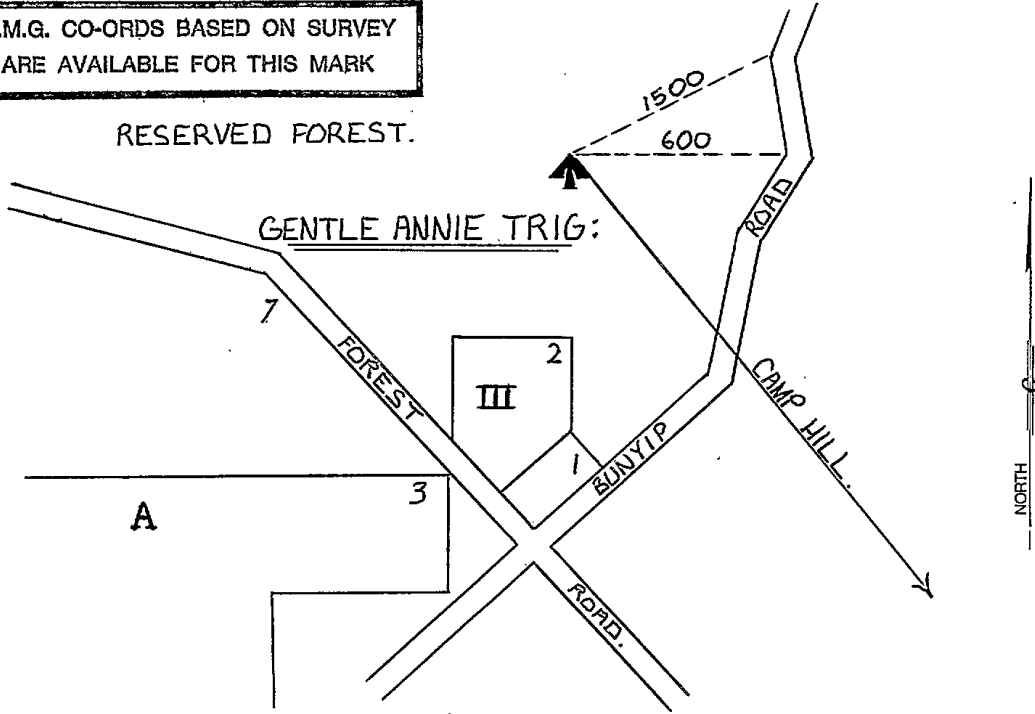 .M.G. CO-ORDS BASED ON SURVEY
ARE AVAILABLE FOR THIS MARK
RESERVED FOREST.
1500
600
ROAD
GENTLE ANNIE TRIG:
7
FOREST
2
III
CAMP HILL.
1
BUNYIP
3
A
ROAD.
NORTH